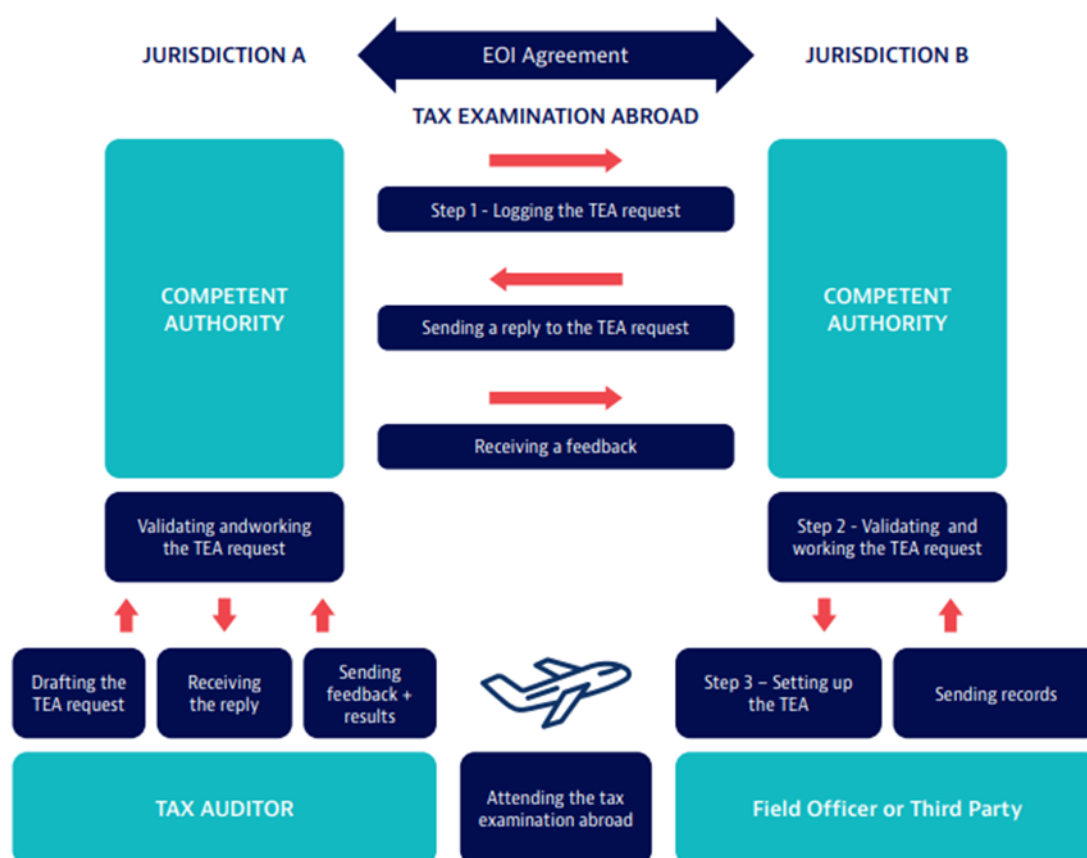 JURISDICTION A
EOI Agreement
JURISDICTION B
TAX EXAMINATION ABROAD
Step 1 - Logging the TEA request
COMPETENT
AUTHORITY
COMPETENT
AUTHORITY
Sending a reply to the TEA request
Receiving a feedback
Validating andworking
the TEA request
Step 2 - Validating and
working the TEA request
Drafting the
TEA request
Receiving
the reply
Sending
feedback +
results
Step 3 – Setting up
the TEA
Sending records
TAX AUDITOR
Attending the tax
examination abroad
Field Officer or Third Party